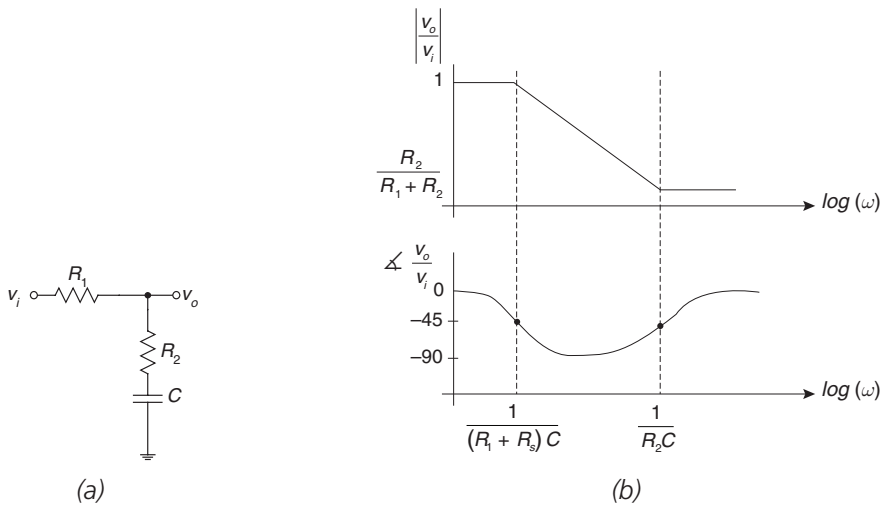 |v_o/v_i|
1
R_2/(R_1 + R_2)
log (ω)
∡ v_o/v_i
0
−45
−90
log (ω)
1/((R_1 + R_s) C)
1/(R_2C)
R_1
v_i
v_o
R_2
C
(a)
(b)